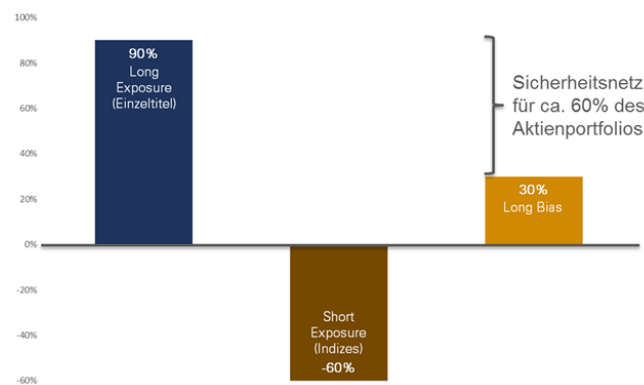 100%
80%
60%
40%
20%
0%
-20%
-40%
-60%
90%
Long
Exposure
(Einzeltitel)
Short
Exposure
(Indizes)
-60%
30%
Long Bias
Sicherheitsnetz
für ca. 60% des
Aktienportfolios